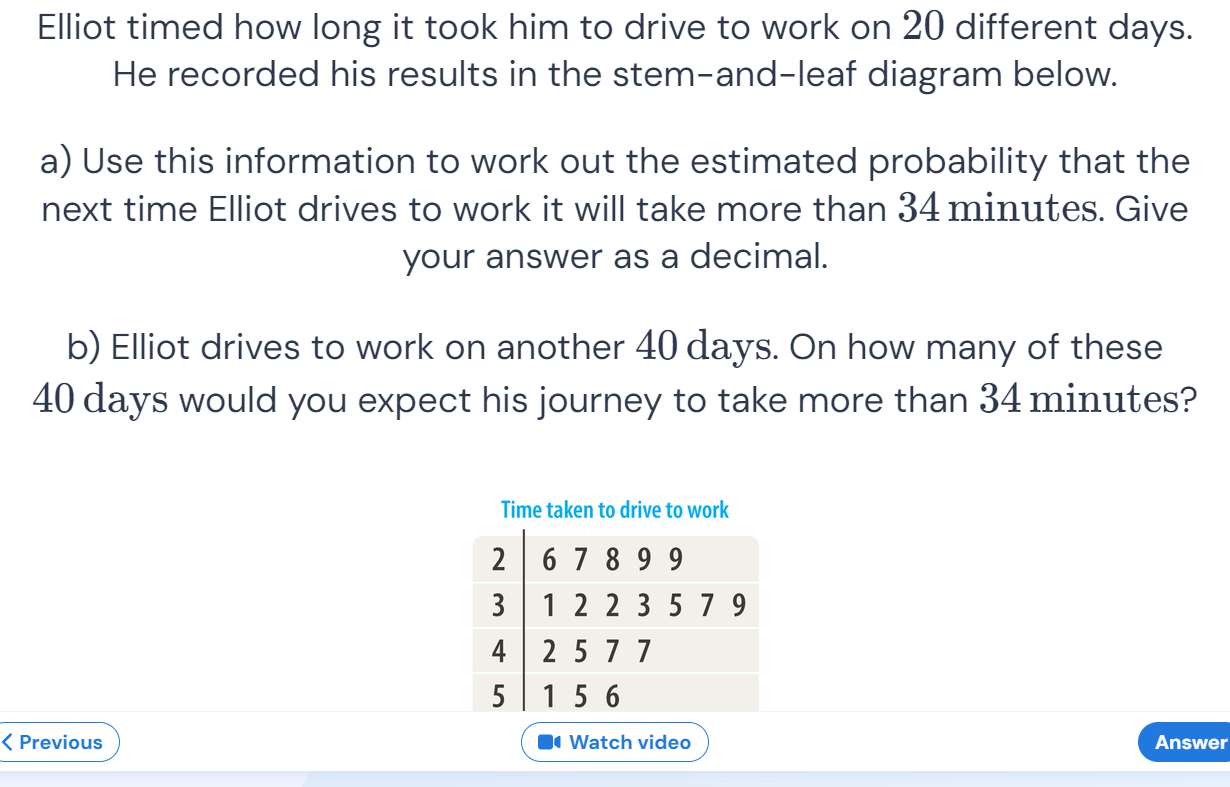 Elliot timed how long it took him to drive to work on 20 different days.
He recorded his results in the stem-and-leaf diagram below.
a) Use this information to work out the estimated probability that the
next time Elliot drives to work it will take more than 34 minutes. Give
your answer as a decimal.
b) Elliot drives to work on another 40 days. On how many of these
40 days would you expect his journey to take more than 34 minutes?
Time taken to drive to work
2 6 7 8 9 9
3 1 2 2 3 5 7 9
4 2 5 7 7
5 1 5 6
Previous
Watch video
Answer